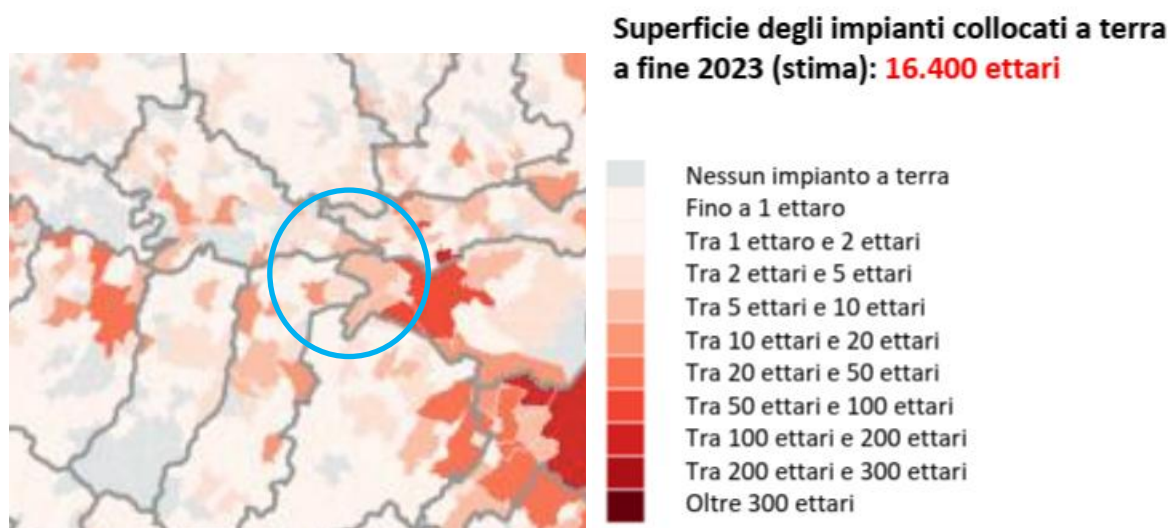 Superficie degli impianti collocati a terra
a fine 2023 (stima): 16.400 ettari
Nessun impianto a terra
Fino a 1 ettaro
Tra 1 ettaro e 2 ettari
Tra 2 ettari e 5 ettari
Tra 5 ettari e 10 ettari
Tra 10 ettari e 20 ettari
Tra 20 ettari e 50 ettari
Tra 50 ettari e 100 ettari
Tra 100 ettari e 200 ettari
Tra 200 ettari e 300 ettari
Oltre 300 ettari